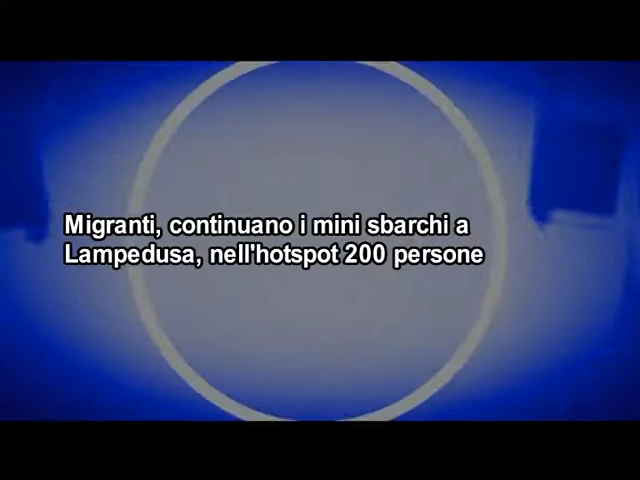 Migranti, continuano i mini sbarchi a
Lampedusa, nell'hotspot 200 persone